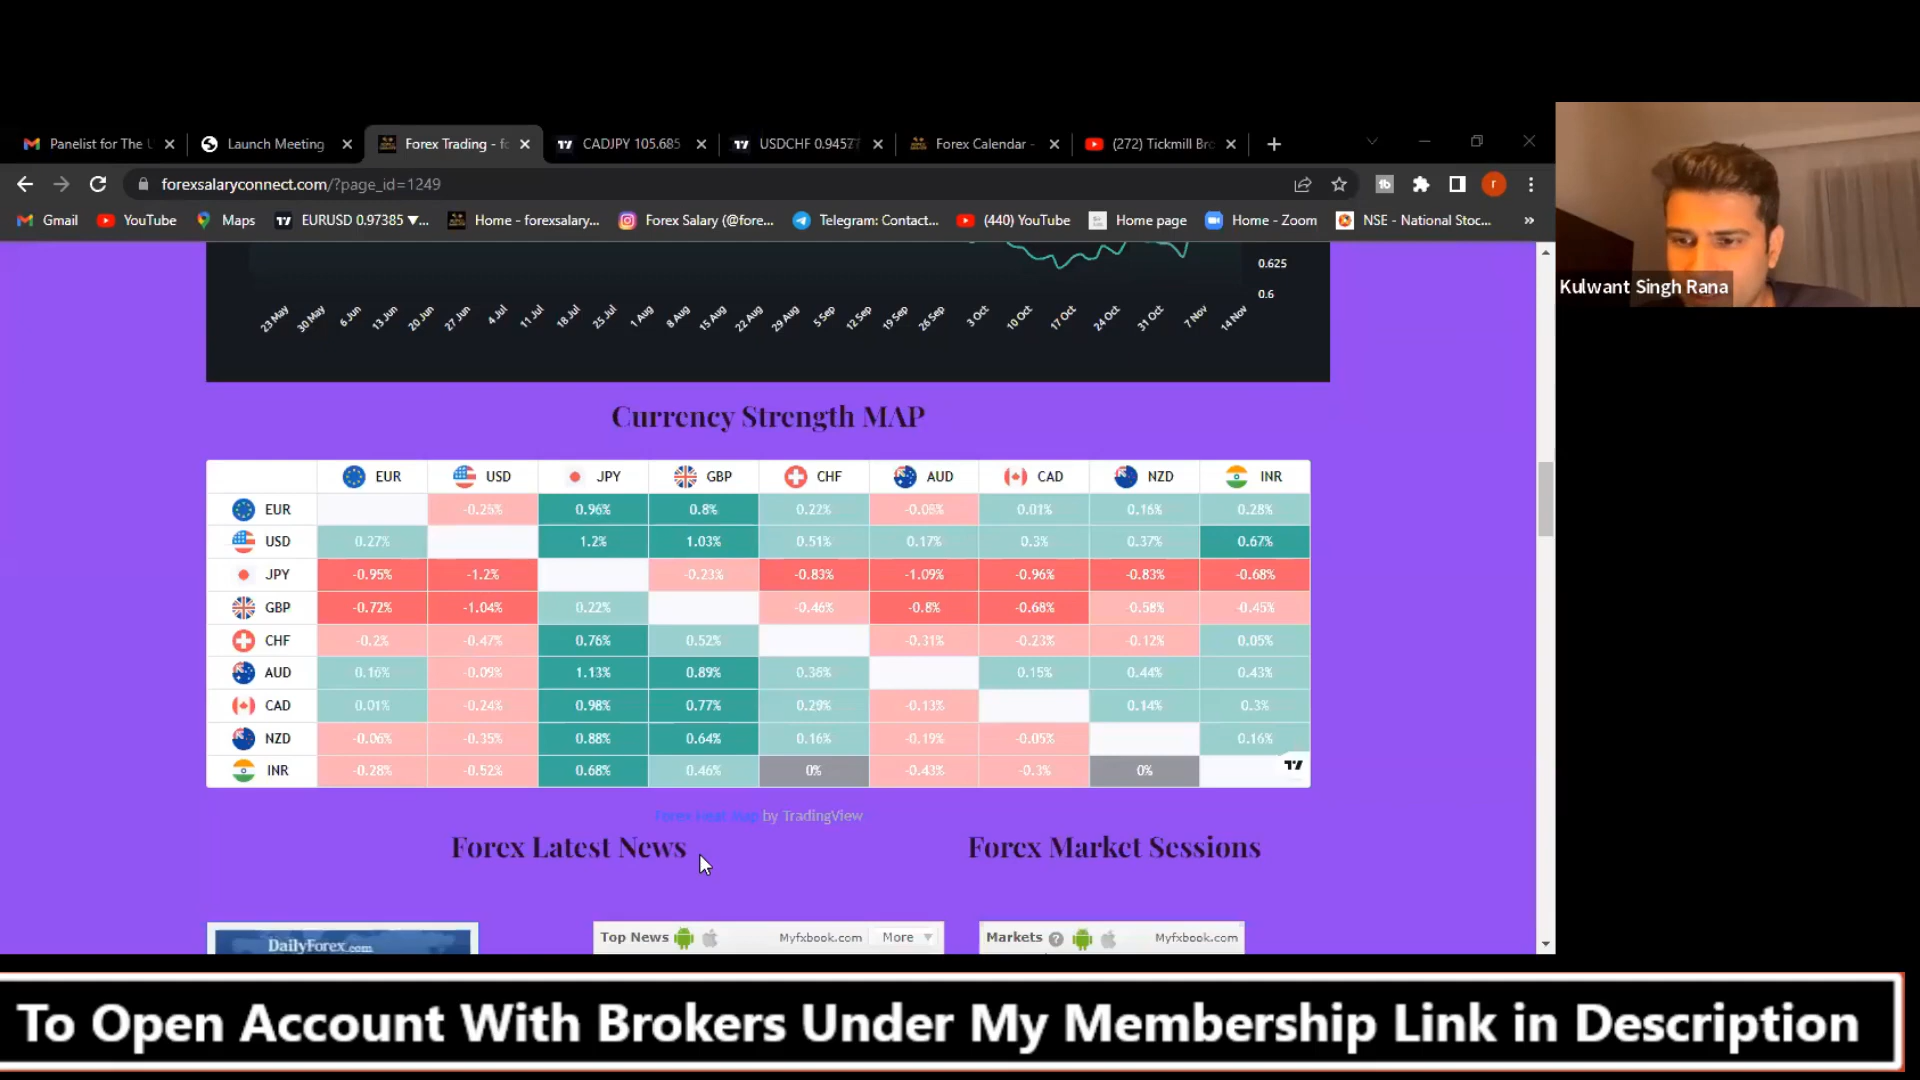 Panelist for The U
Launch Meeting
Forex Trading - fo
CADJPY 105.685
USDCHF 0.94577
Forex Calendar -
(272) Tickmill Bro
forexsalaryconnect.com/?page_id=1249
r
Gmail
YouTube
Maps
EURUSD 0.97385 ▼...
Home - forexsalary...
Forex Salary (@fore...
Telegram: Contact...
(440) YouTube
Home page
Home - Zoom
NSE - National Stoc...
»
Kulwant Singh Rana
0.625
0.6
23 May 30 May 6 Jun 13 Jun 20 Jun 27 Jun 4 Jul 11 Jul 18 Jul 25 Jul 1 Aug 8 Aug 15 Aug 22 Aug 29 Aug 5 Sep 12 Sep 19 Sep 26 Sep 3 Oct 10 Oct 17 Oct 24 Oct 31 Oct 7 Nov 14 Nov
Currency Strength MAP
EUR USD JPY GBP CHF AUD CAD NZD INR
EUR -0.25% 0.96% 0.8% 0.22% -0.05% 0.01% 0.16% 0.28%
USD 0.27% 1.2% 1.03% 0.51% 0.17% 0.3% 0.37% 0.67%
JPY -0.95% -1.2% -0.23% -0.83% -1.09% -0.96% -0.83% -0.68%
GBP -0.72% -1.04% 0.22% -0.46% -0.8% -0.68% -0.58% -0.45%
CHF -0.2% -0.47% 0.76% 0.52% -0.31% -0.23% -0.12% 0.05%
AUD 0.16% -0.09% 1.13% 0.89% 0.36% 0.15% 0.44% 0.43%
CAD 0.01% -0.24% 0.98% 0.77% 0.29% -0.13% 0.14% 0.3%
NZD -0.06% -0.35% 0.88% 0.64% 0.16% -0.19% -0.05% 0.16%
INR -0.28% -0.52% 0.68% 0.46% 0% -0.43% -0.3% 0%
Forex Heat Map by TradingView
Forex Latest News
Forex Market Sessions
DailyForex.com
Top News
Myfxbook.com
More
Markets
Myfxbook.com
To Open Account With Brokers Under My Membership Link in Description